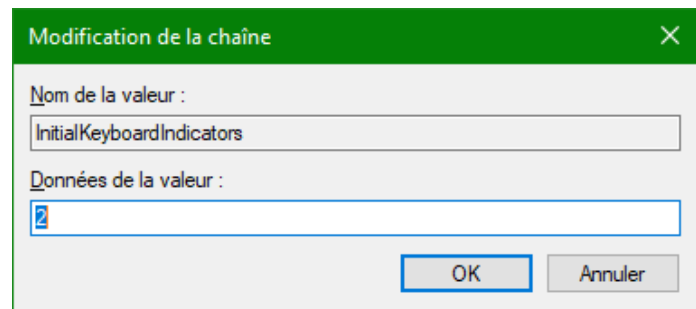 Modification de la chaîne
Nom de la valeur :
InitialKeyboardIndicators
Données de la valeur :
2
OK Annuler